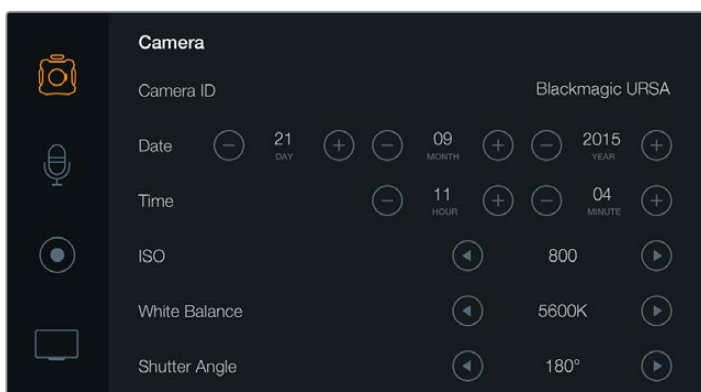 Camera
Camera ID Blackmagic URSA
Date 21 09 2015
DAY MONTH YEAR
Time 11 04
HOUR MINUTE
ISO 800
White Balance 5600K
Shutter Angle 180°